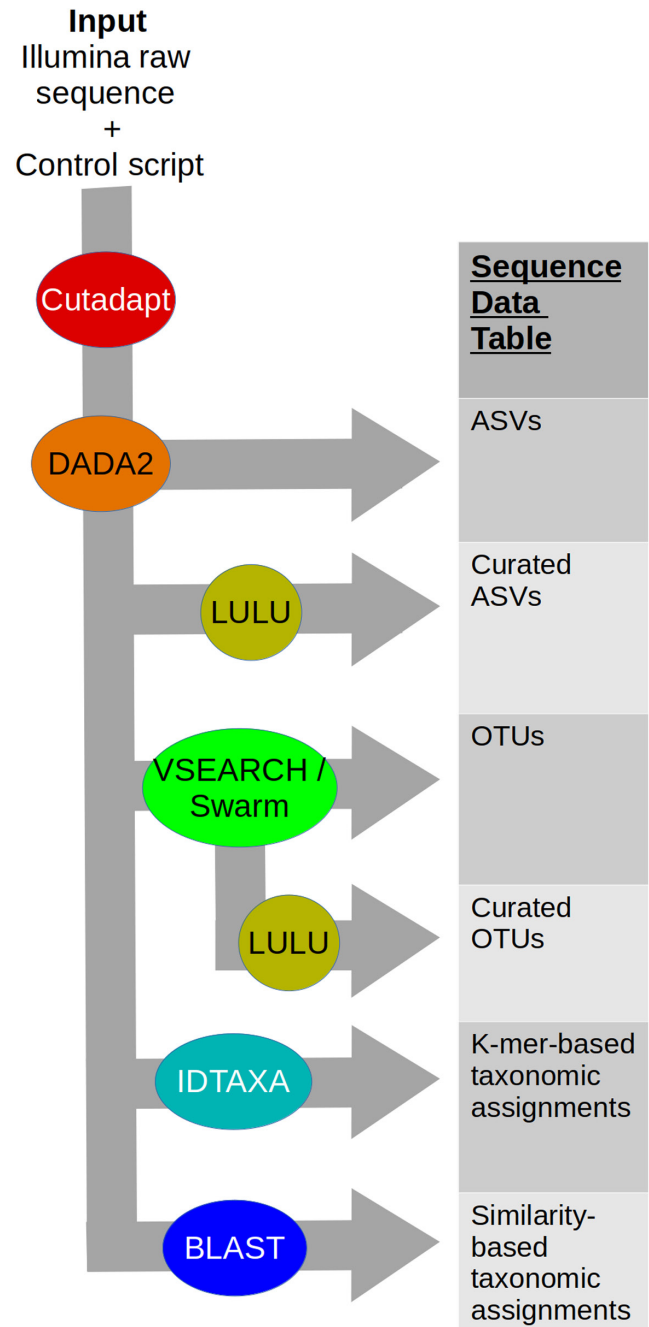 Input
Illumina raw
sequence
+
Control script
Cutadapt
Sequence
Data
Table
DADA2
ASVs
LULU
Curated
ASVs
VSEARCH /
Swarm
OTUs
LULU
Curated
OTUs
IDTAXA
K-mer-based
taxonomic
assignments
BLAST
Similarity-
based
taxonomic
assignments